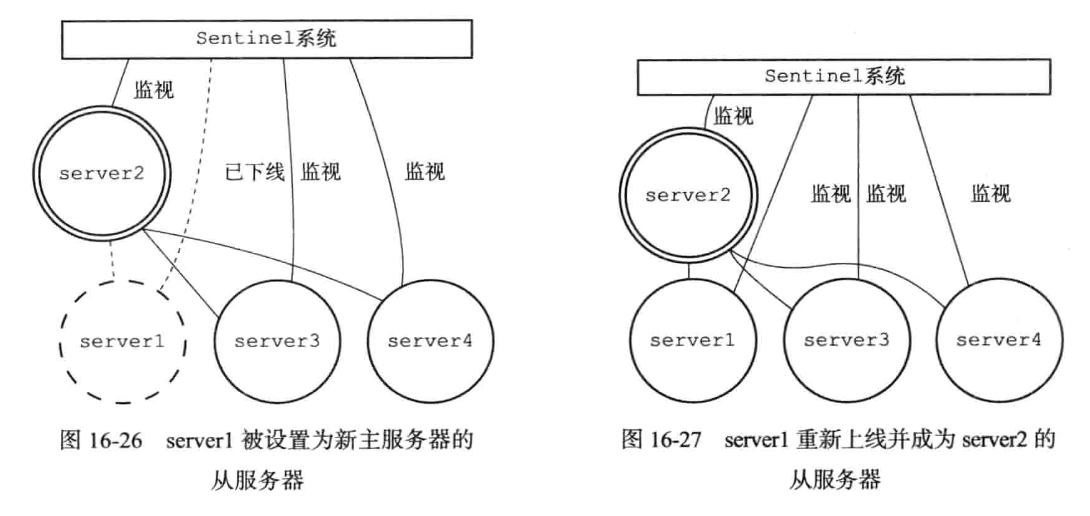 Sentinel系统
监视
server2
已下线
监视
监视
server1
server3
server4
图 16-26 server1 被设置为新主服务器的
从服务器
Sentinel系统
监视
server2
监视
监视
监视
server1
server3
server4
图 16-27 server1 重新上线并成为 server2 的
从服务器